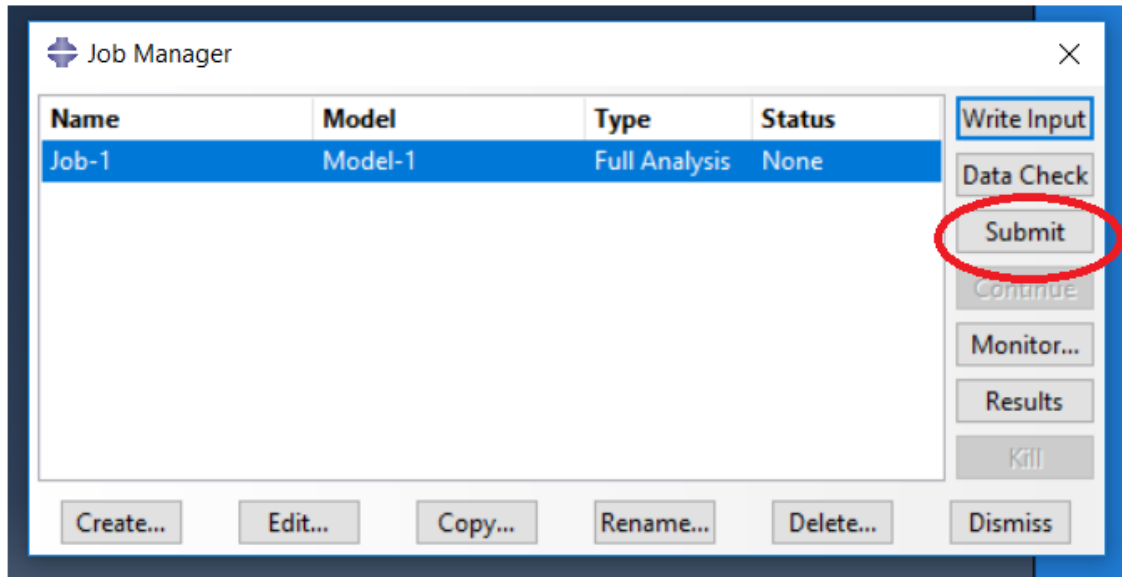 Job Manager
Name Model Type Status
Job-1 Model-1 Full Analysis None
Write Input
Data Check
Submit
Continue
Monitor...
Results
Kill
Create... Edit... Copy... Rename... Delete... Dismiss